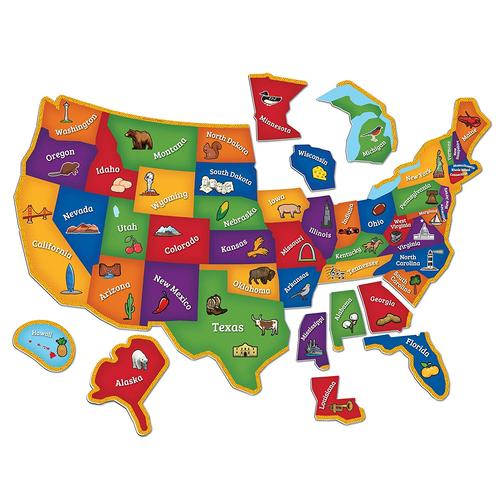 Washington
Oregon
California
Nevada
Idaho
Montana
Wyoming
Utah
Arizona
Colorado
New Mexico
North Dakota
South Dakota
Nebraska
Kansas
Oklahoma
Texas
Minnesota
Iowa
Missouri
Arkansas
Louisiana
Wisconsin
Illinois
Michigan
Indiana
Ohio
Kentucky
Tennessee
Mississippi
Alabama
Georgia
Florida
South Carolina
North Carolina
Virginia
West Virginia
Pennsylvania
New York
Maine
Hawaii
Alaska